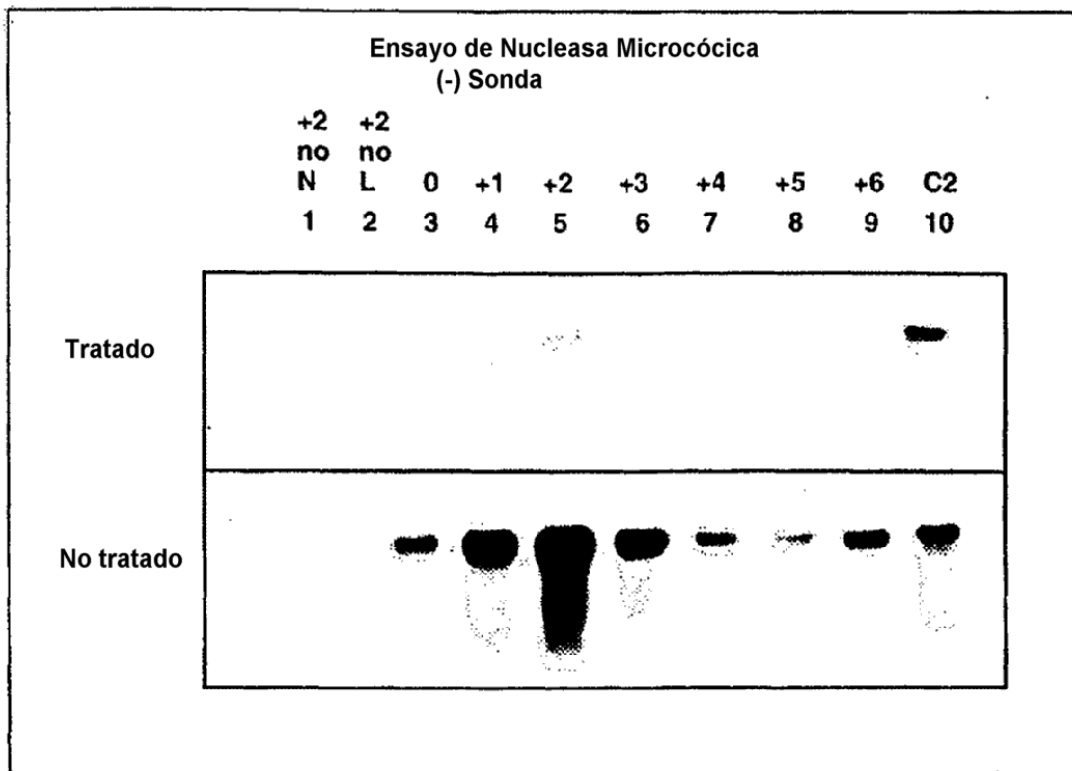 Ensayo de Nucleasa Microcócica
(-) Sonda
+2 +2
no no
N L 0 +1 +2 +3 +4 +5 +6 C2
1 2 3 4 5 6 7 8 9 10
Tratado
No tratado